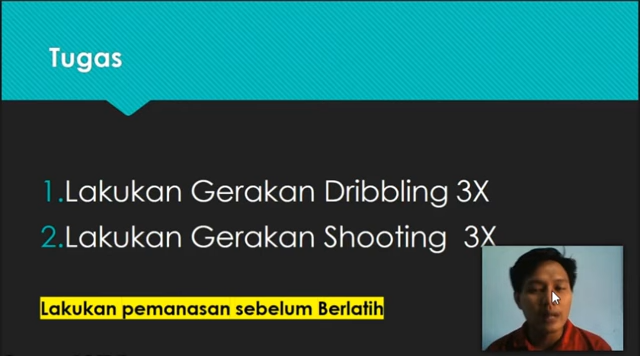 Tugas
1.Lakukan Gerakan Dribbling 3X
2.Lakukan Gerakan Shooting 3X
Lakukan pemanasan sebelum Berlatih